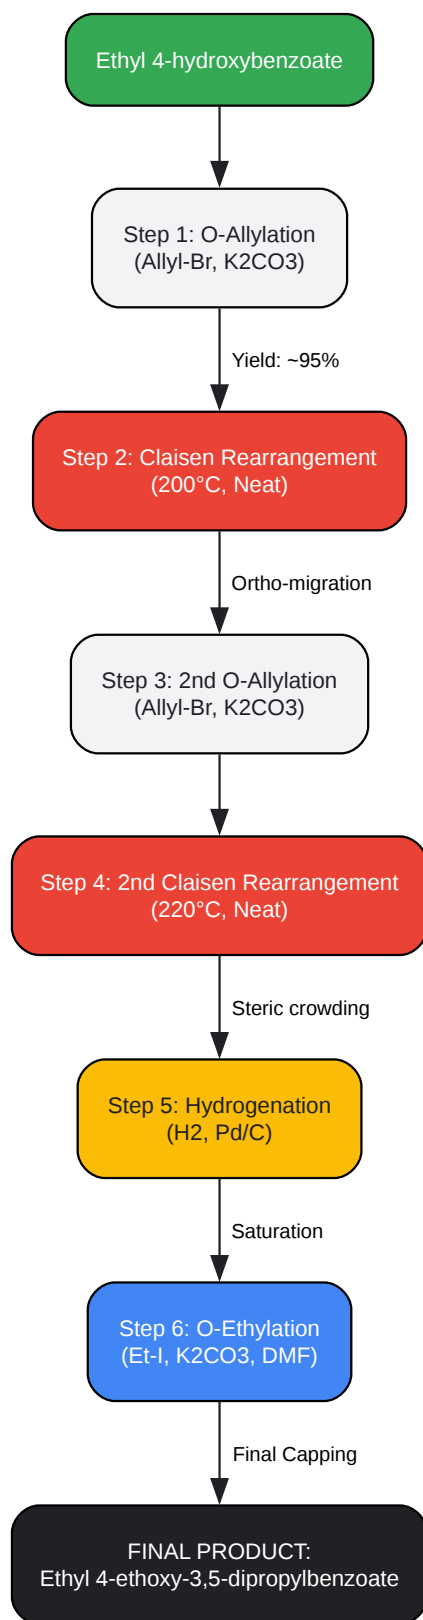 Ethyl 4-hydroxybenzoate
Step 1: O-Allylation
(Allyl-Br, K2CO3)
Yield: ~95%
Step 2: Claisen Rearrangement
(200°C, Neat)
Ortho-migration
Step 3: 2nd O-Allylation
(Allyl-Br, K2CO3)
Step 4: 2nd Claisen Rearrangement
(220°C, Neat)
Steric crowding
Step 5: Hydrogenation
(H2, Pd/C)
Saturation
Step 6: O-Ethylation
(Et-I, K2CO3, DMF)
Final Capping
FINAL PRODUCT:
Ethyl 4-ethoxy-3,5-dipropylbenzoate